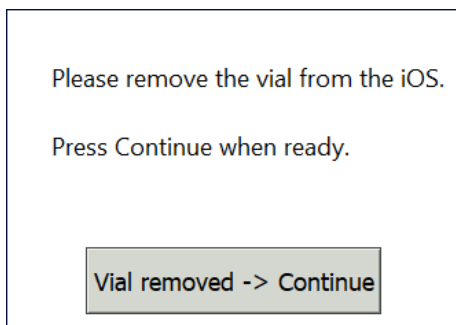 Please remove the vial from the iOS.
Press Continue when ready.
Vial removed -> Continue